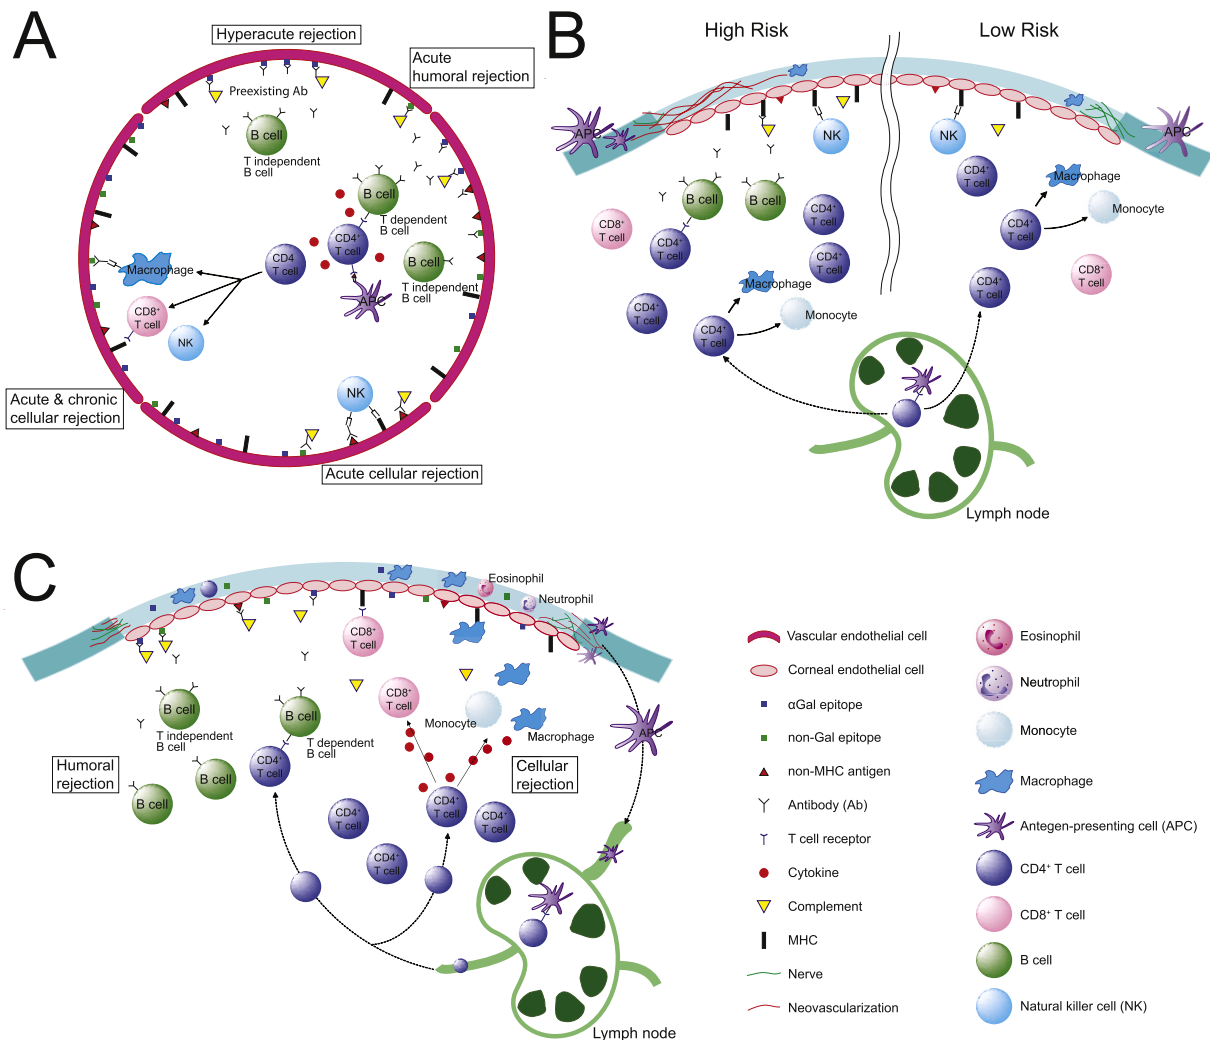 A
Hyperacute rejection
Acute
humoral rejection
Preexisting Ab
B cell
T independent
B cell
B cell
T dependent
B cell
CD4⁺
T cell
CD4
T cell
B cell
T independent
B cell
APC
Macrophage
CD8⁺
T cell
NK
NK
Acute & chronic
cellular rejection
Acute cellular rejection
B
High Risk
Low Risk
APC
APC
NK
NK
B cell
B cell
CD8⁺
T cell
CD4⁺
T cell
CD4⁺
T cell
CD4⁺
T cell
CD4⁺
T cell
CD4⁺
T cell
Macrophage
Monocyte
CD4⁺
T cell
Macrophage
Monocyte
CD4⁺
T cell
CD8⁺
T cell
CD4⁺
T cell
Lymph node
C
Eosinophil
Neutrophil
CD8⁺
T cell
CD8⁺
T cell
Monocyte
Macrophage
APC
B cell
T independent
B cell
B cell
T dependent
B cell
CD4⁺
T cell
Humoral
rejection
B cell
B cell
Cellular
rejection
CD4⁺
T cell
CD4⁺
T cell
CD4⁺
T cell
CD4⁺
T cell
Lymph node
Vascular endothelial cell
Corneal endothelial cell
αGal epitope
non-Gal epitope
non-MHC antigen
Antibody (Ab)
T cell receptor
Cytokine
Complement
MHC
Nerve
Neovascularization
Eosinophil
Neutrophil
Monocyte
Macrophage
Antegen-presenting cell (APC)
CD4⁺ T cell
CD8⁺ T cell
B cell
Natural killer cell (NK)